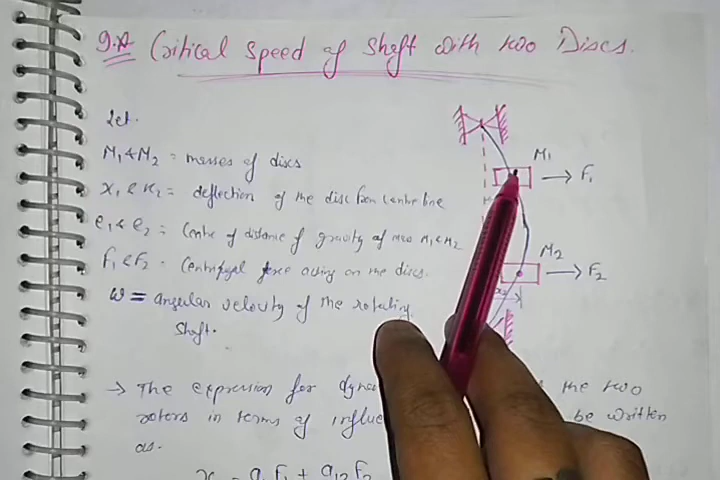 9.A Critical Speed of Shaft with two Discs.
Let.
M1 & M2 = masses of discs
x1 & x2 = deflection of the disc from centre line
e1 & e2 = Centre of distance of gravity of M1 & M2
F1 & F2 - Centrifugal force acting on the discs.
ω = angular velocity of the rotating
Shaft.
M1
F1
M2
F2
→ The expression for the two
rotors in terms of be written
as.
F1 + a12 F2